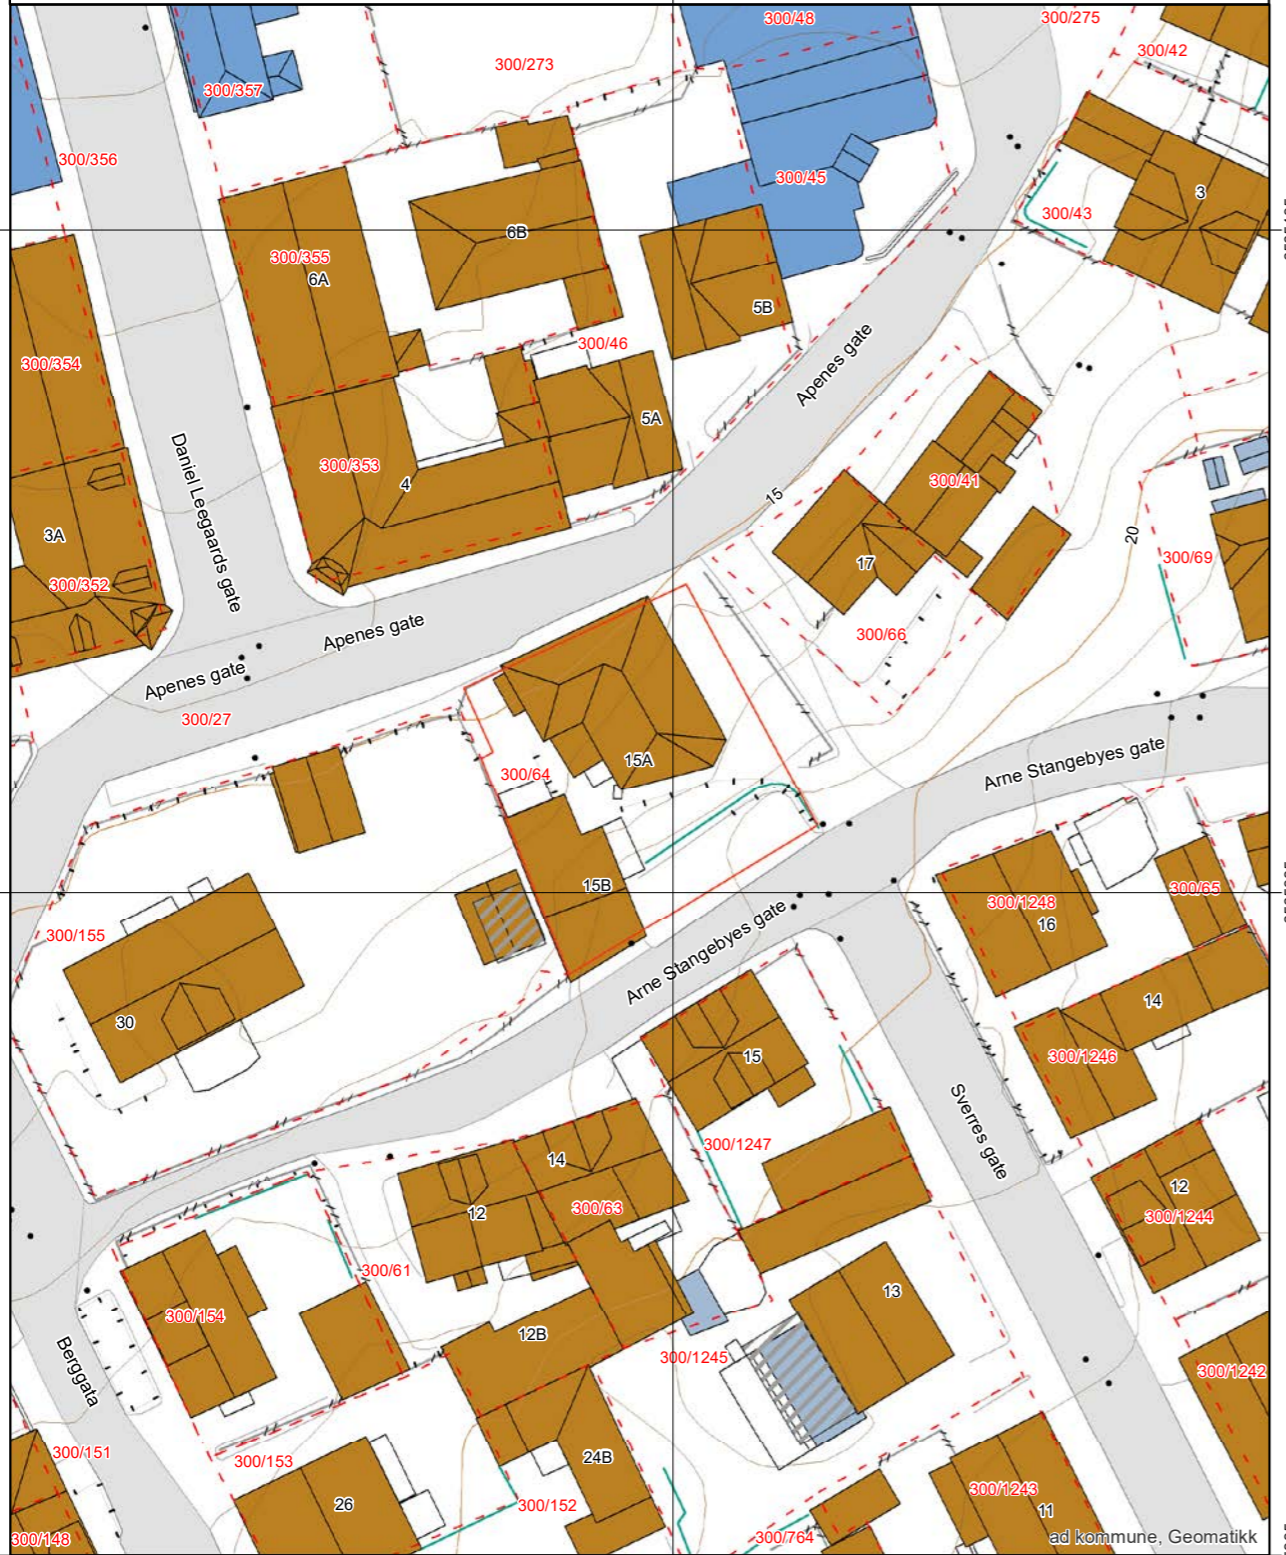 300/48
300/275
300/42
300/273
300/357
300/356
300/45
3
300/43
6B
300/355
6A
5B
300/46
Apenes gate
300/354
5A
Daniel Leegaards gate
300/353
4
300/41
15
20
3A
17
300/69
300/352
Apenes gate
300/66
Apenes gate
300/27
15A
300/64
Arne Stangebyes gate
15B
300/65
300/1248
16
300/155
Arne Stangebyes gate
14
30
15
300/1246
Sverres gate
300/1247
14
12
300/63
12
300/1244
300/61
13
300/154
12B
300/1245
Berggata
300/1242
300/151
24B
300/153
300/1243
26
300/152
11
300/148
300/764
ad kommune, Geomatikk